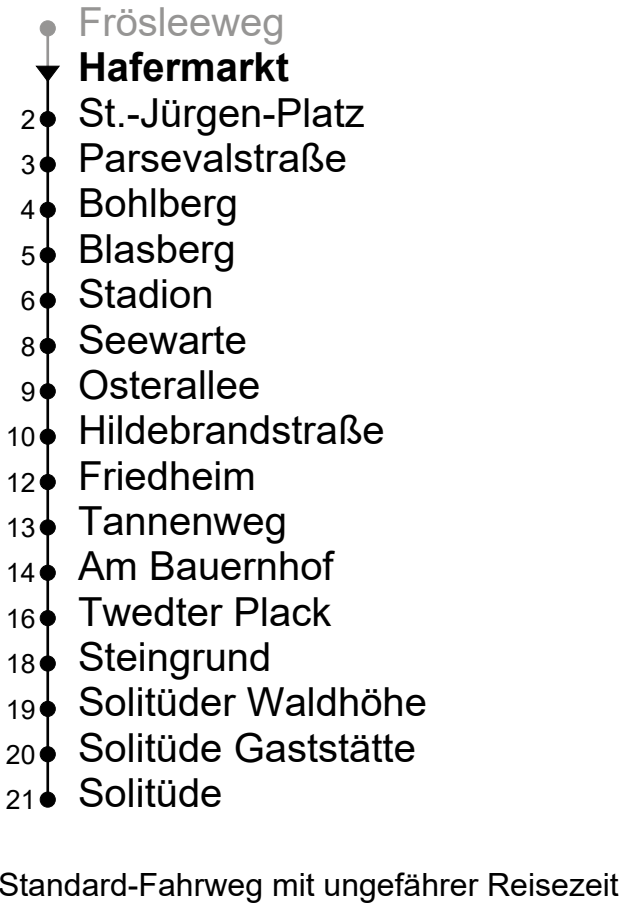 Frösleeweg
Hafermarkt
2 St.-Jürgen-Platz
3 Parsevalstraße
4 Bohlberg
5 Blasberg
6 Stadion
8 Seewarte
9 Osterallee
10 Hildebrandstraße
12 Friedheim
13 Tannenweg
14 Am Bauernhof
16 Twedter Plack
18 Steingrund
19 Solitüder Waldhöhe
20 Solitüde Gaststätte
21 Solitüde
Standard-Fahrweg mit ungefährer Reisezeit